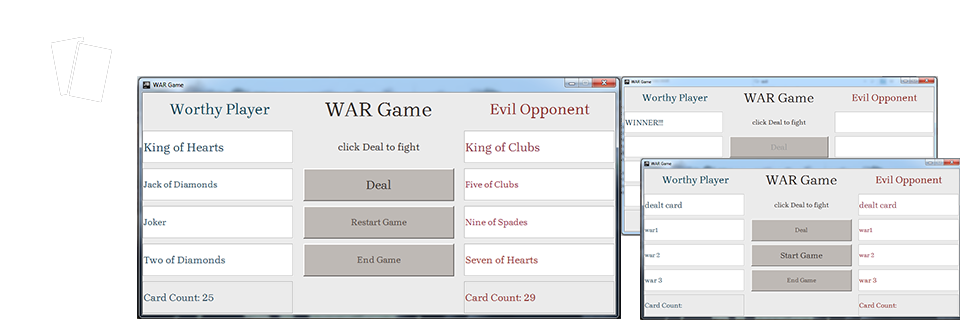 WAR Game
Worthy Player
WAR Game
Evil Opponent
King of Hearts
click Deal to fight
King of Clubs
Jack of Diamonds
Deal
Five of Clubs
Joker
Restart Game
Nine of Spades
Two of Diamonds
End Game
Seven of Hearts
Card Count: 25
Card Count: 29
WAR Game
Worthy Player
WAR Game
Evil Opponent
WINNER!!!
click Deal to fight
Deal
WAR Game
Worthy Player
WAR Game
Evil Opponent
dealt card
click Deal to fight
dealt card
war1
Deal
war1
war 2
Start Game
war 2
war 3
End Game
war 3
Card Count:
Card Count: